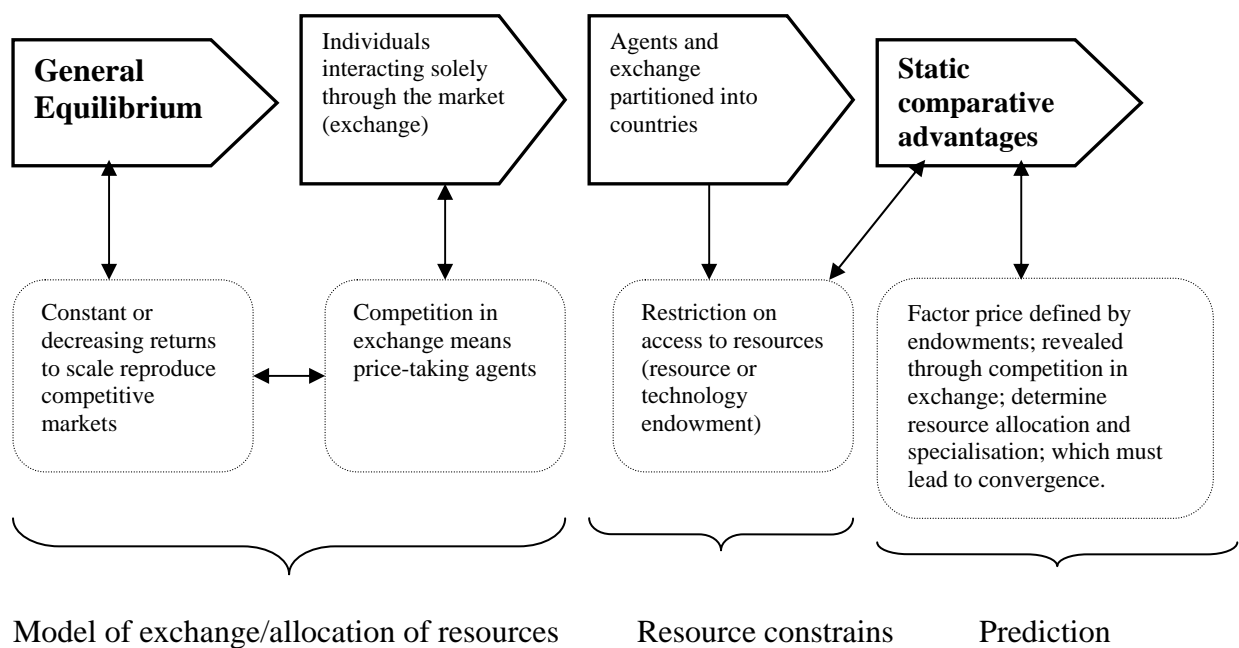 General
Equilibrium
Individuals
interacting solely
through the market
(exchange)
Agents and
exchange
partitioned into
countries
Static
comparative
advantages
Constant or
decreasing returns
to scale reproduce
competitive
markets
Competition in
exchange means
price-taking agents
Restriction on
access to resources
(resource or
technology
endowment)
Factor price defined by
endowments; revealed
through competition in
exchange; determine
resource allocation and
specialisation; which must
lead to convergence.
Model of exchange/allocation of resources
Resource constrains
Prediction